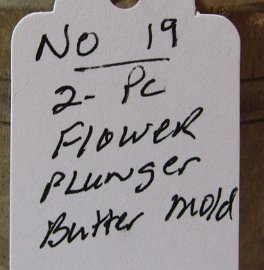 No 19
2-Pc
Flower
Plunger
Butter mold